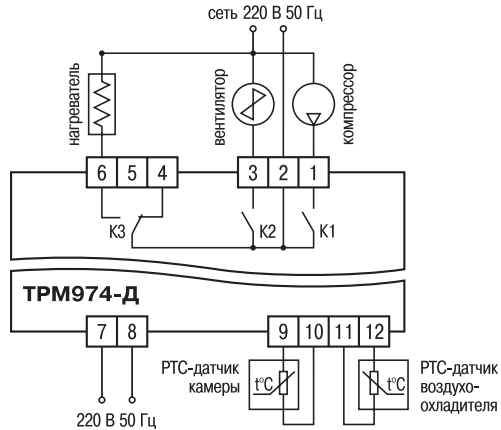 сеть 220 В 50 Гц
нагреватель
вентилятор
компрессор
6 5 4 3 2 1
К3 К2 К1
ТРМ974-Д
7 8 9 10 11 12
РТС-датчик
камеры
t°C
t°C
РТС-датчик
воздухо-
охладителя
220 В 50 Гц